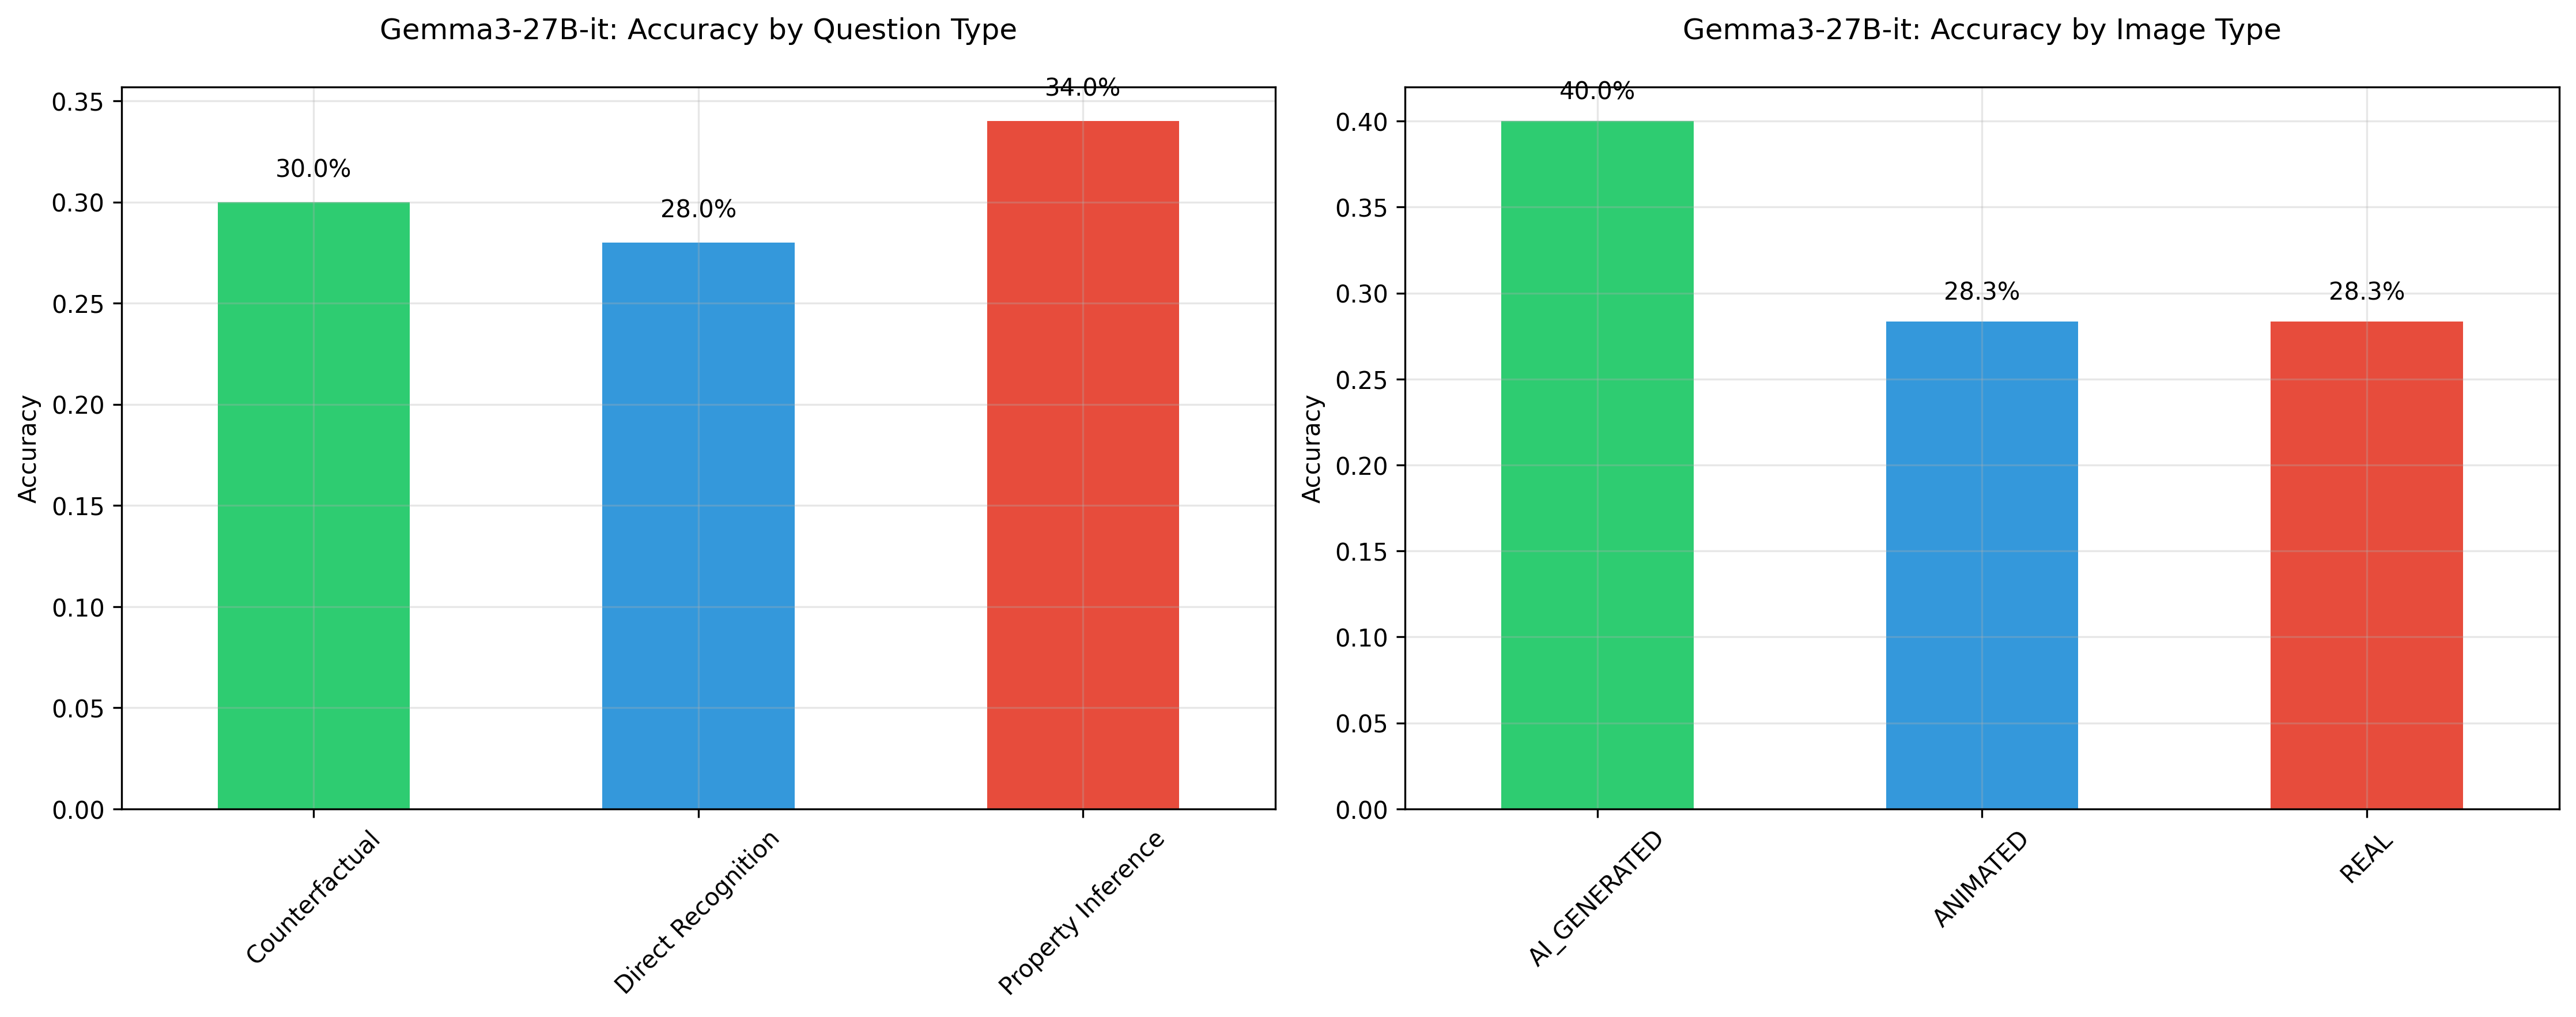 Gemma3-27B-it: Accuracy by Question Type
0.35
0.30
0.25
0.20
0.15
0.10
0.05
0.00
Accuracy
30.0%
28.0%
34.0%
Counterfactual
Direct Recognition
Property Inference
Gemma3-27B-it: Accuracy by Image Type
0.40
0.35
0.30
0.25
0.20
0.15
0.10
0.05
0.00
Accuracy
40.0%
28.3%
28.3%
AI_GENERATED
ANIMATED
REAL